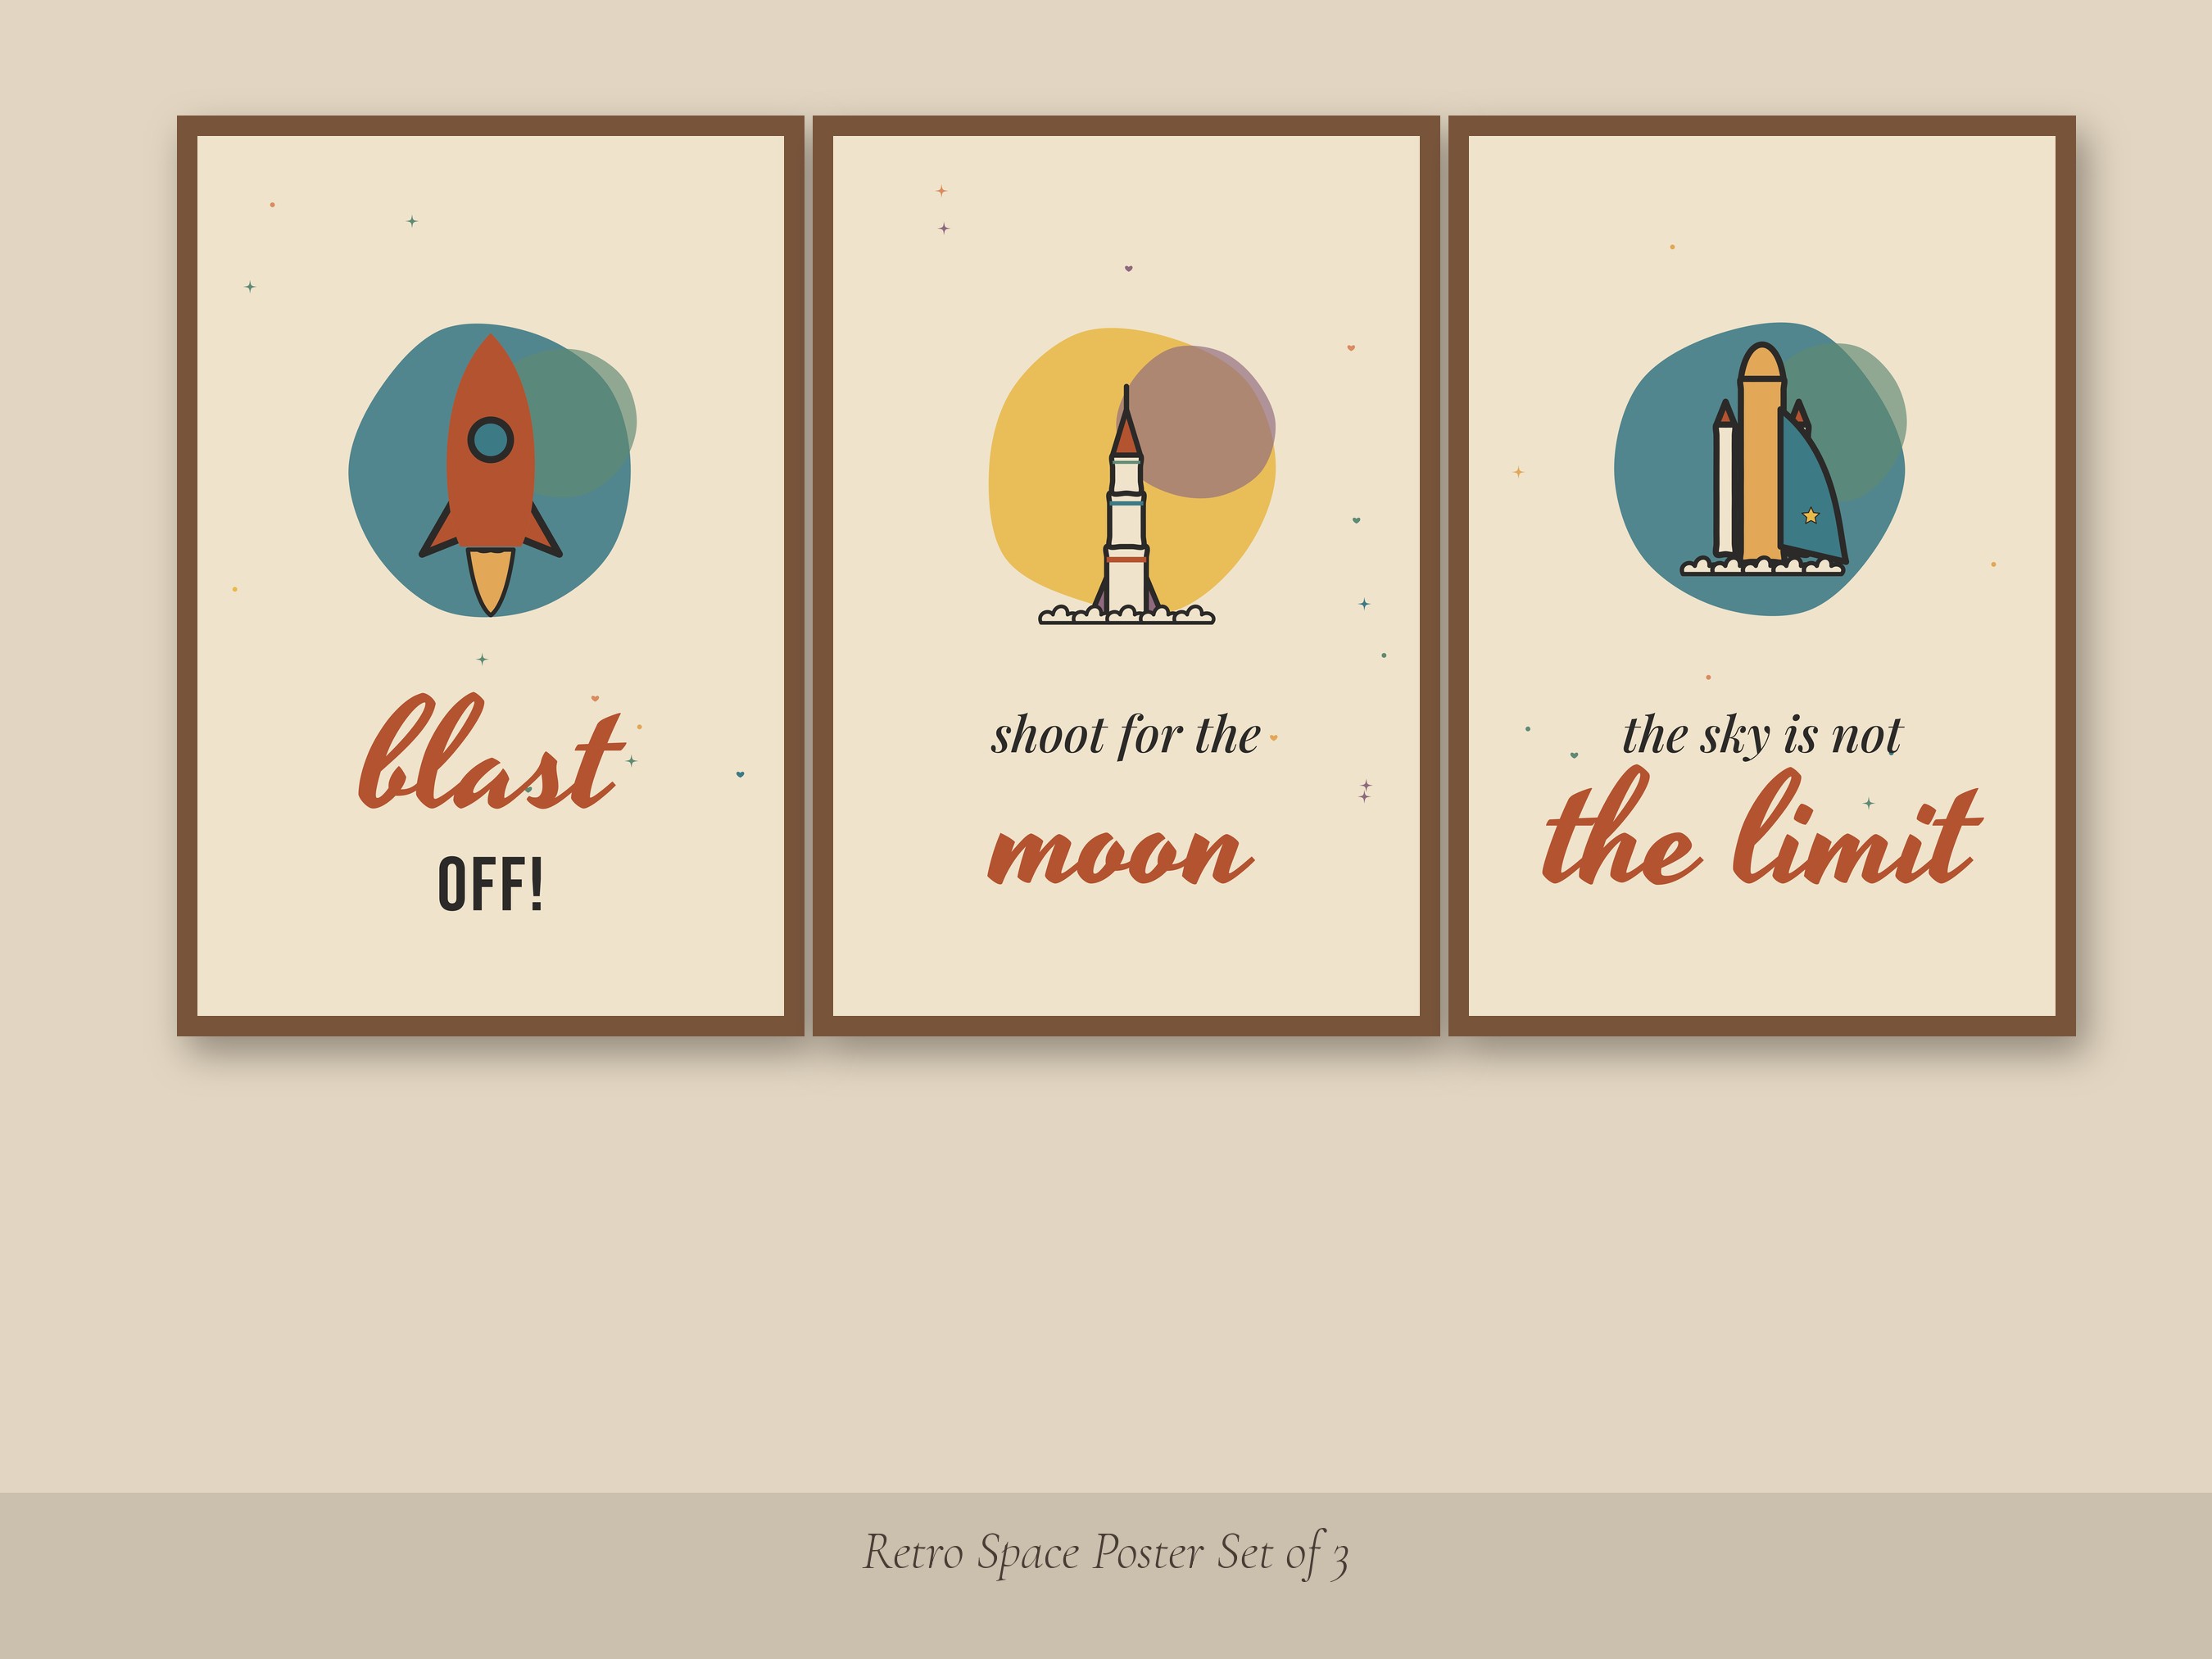 blast
OFF!
shoot for the
moon
the sky is not
the limit
Retro Space Poster Set of 3